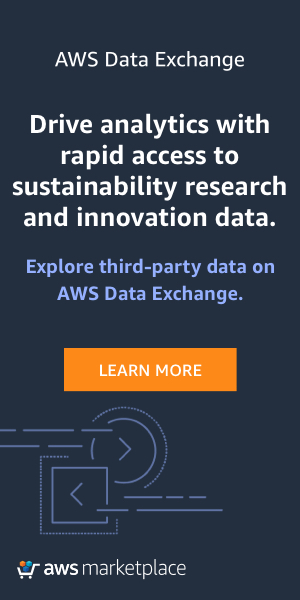 AWS Data Exchange
Drive analytics with
rapid access to
sustainability research
and innovation data.
Explore third-party data on
AWS Data Exchange.
LEARN MORE
aws marketplace